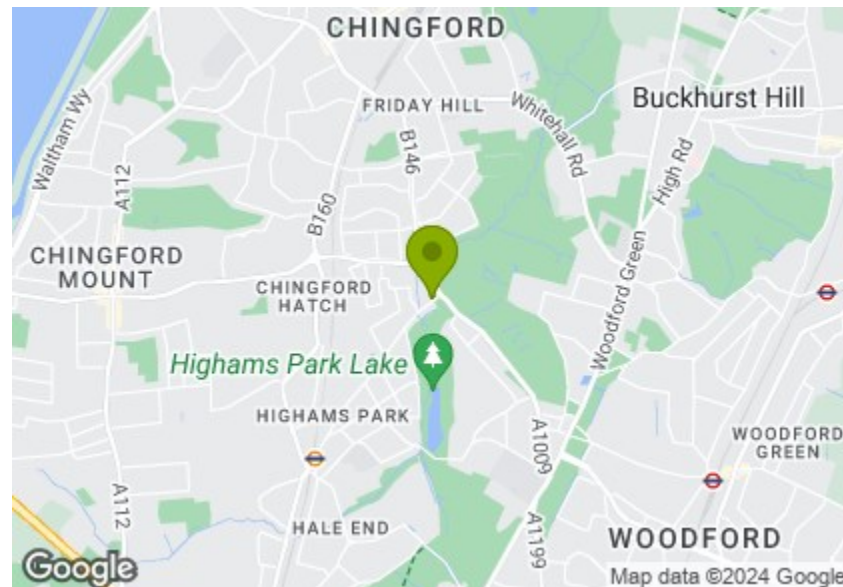 CHINGFORD
Waltham Wy
FRIDAY HILL
Whitehall Rd
Buckhurst Hill
B146
A112
B160
High Rd
CHINGFORD
MOUNT
CHINGFORD
HATCH
Woodford Green
Highams Park Lake
HIGHAMS PARK
A1009
WOODFORD
GREEN
A112
HALE END
A1199
WOODFORD
Google
Map data ©2024 Google